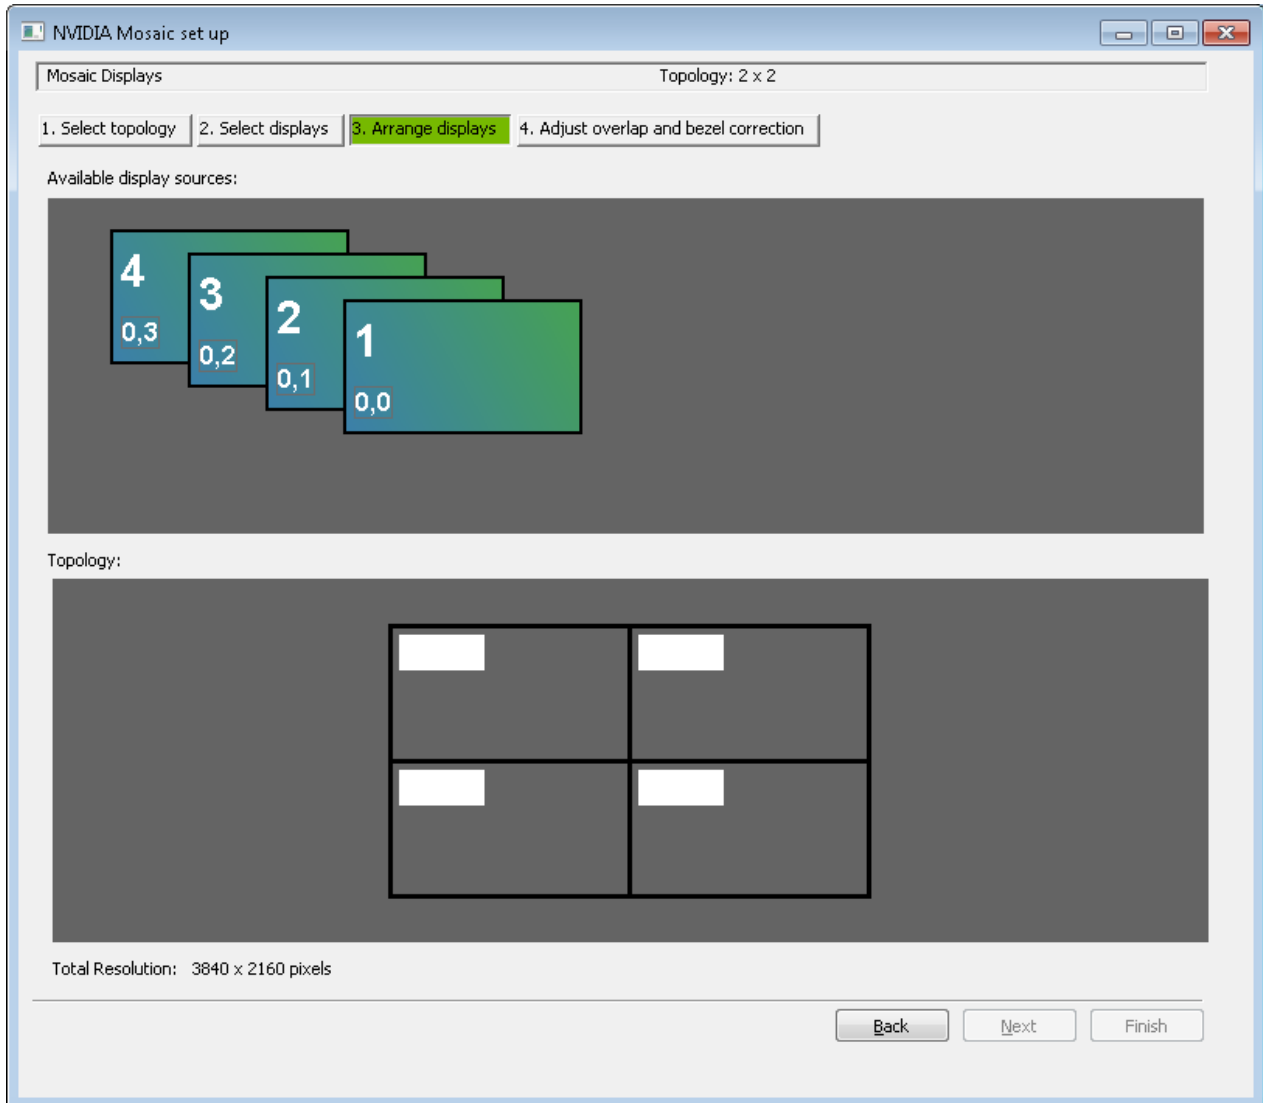 NVIDIA Mosaic set up
Mosaic Displays Topology: 2 x 2
1. Select topology 2. Select displays 3. Arrange displays 4. Adjust overlap and bezel correction
Available display sources:
4
0,3
3
0,2
2
0,1
1
0,0
Topology:
Total Resolution: 3840 x 2160 pixels
Back Next Finish